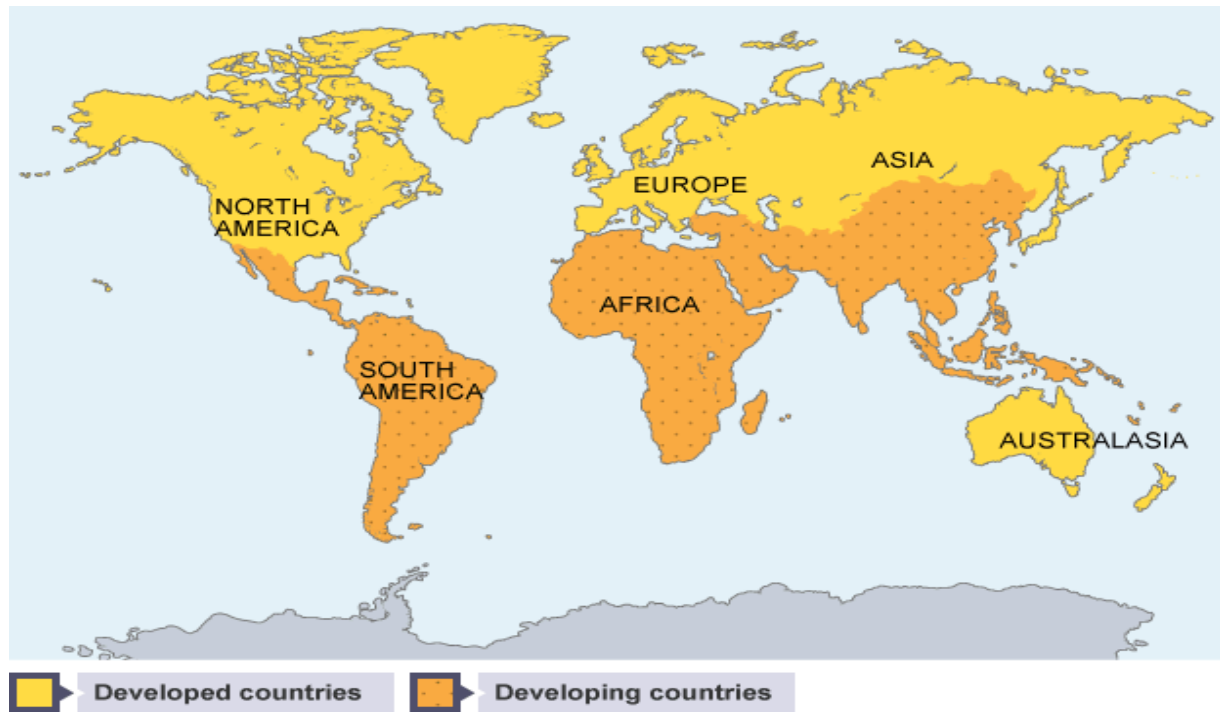 ASIA
EUROPE
NORTH
AMERICA
AFRICA
SOUTH
AMERICA
AUSTRALASIA
Developed countries
Developing countries